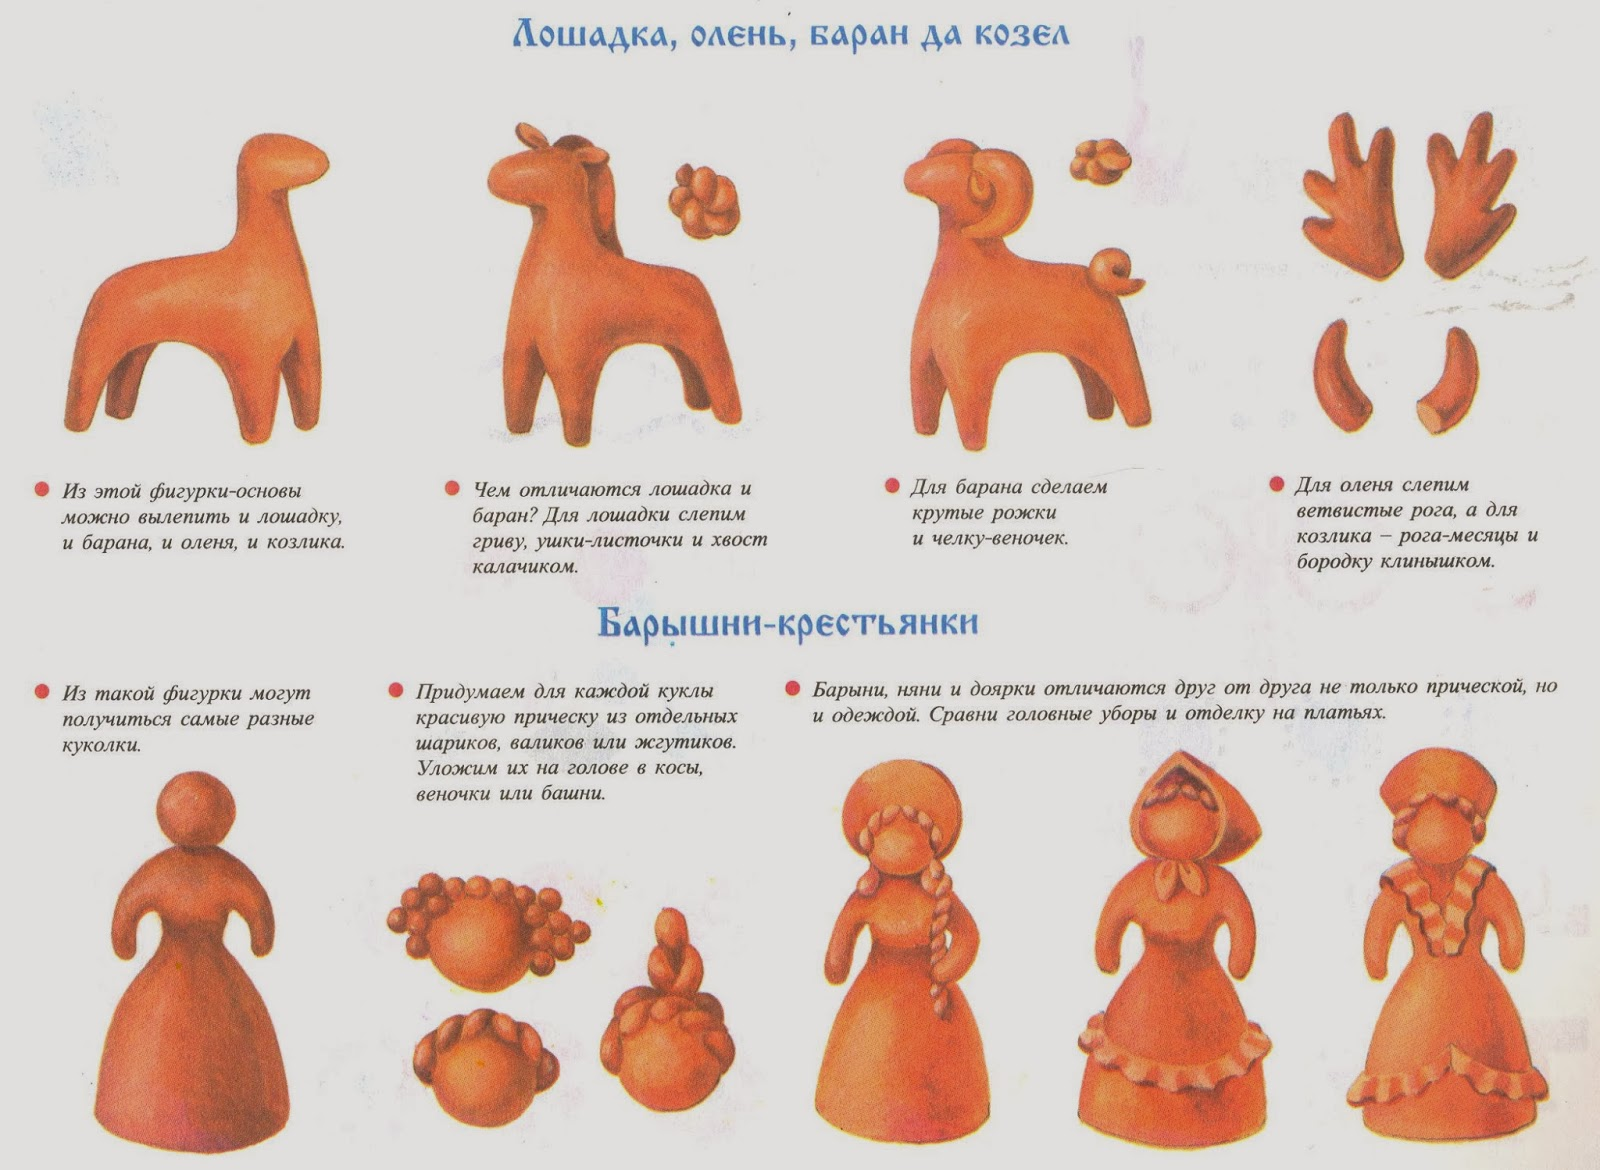 Лошадка, олень, баран да козел
Из этой фигурки-основы
можно вылепить и лошадку,
и барана, и оленя, и козлика.
Чем отличаются лошадка и
баран? Для лошадки слепим
гриву, ушки-листочки и хвост
калачиком.
Для барана сделаем
крутые рожки
и челку-веночек.
Для оленя слепим
ветвистые рога, а для
козлика – рога-месяцы и
бородку клинышком.
Барышни-крестьянки
Из такой фигурки могут
получиться самые разные
куколки.
Придумаем для каждой куклы
красивую прическу из отдельных
шариков, валиков или жгутиков.
Уложим их на голове в косы,
веночки или башни.
Барыни, няни и доярки отличаются друг от друга не только прической, но
и одеждой. Сравни головные уборы и отделку на платьях.